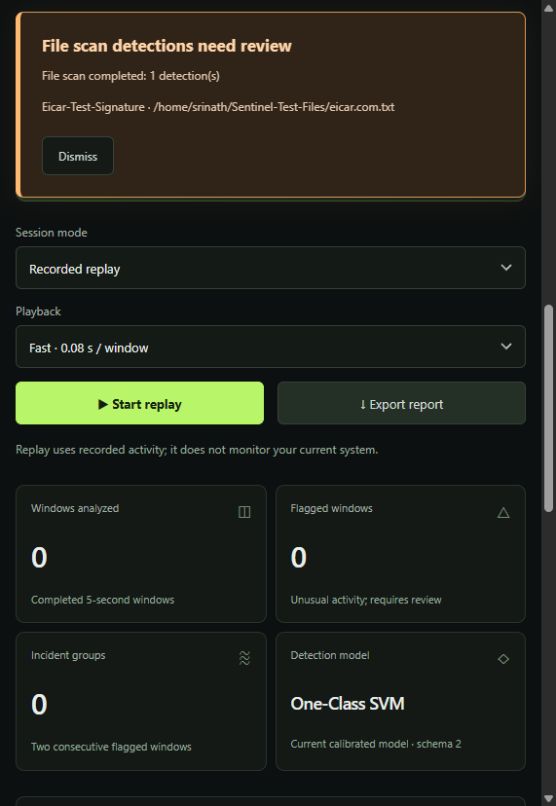 File scan detections need review
File scan completed: 1 detection(s)
Eicar-Test-Signature · /home/srinath/Sentinel-Test-Files/eicar.com.txt
Dismiss
Session mode
Recorded replay
Playback
Fast · 0.08 s / window
▶ Start replay
↓ Export report
Replay uses recorded activity; it does not monitor your current system.
Windows analyzed
0
Completed 5-second windows
Flagged windows
0
Unusual activity; requires review
Incident groups
0
Two consecutive flagged windows
Detection model
One-Class SVM
Current calibrated model · schema 2